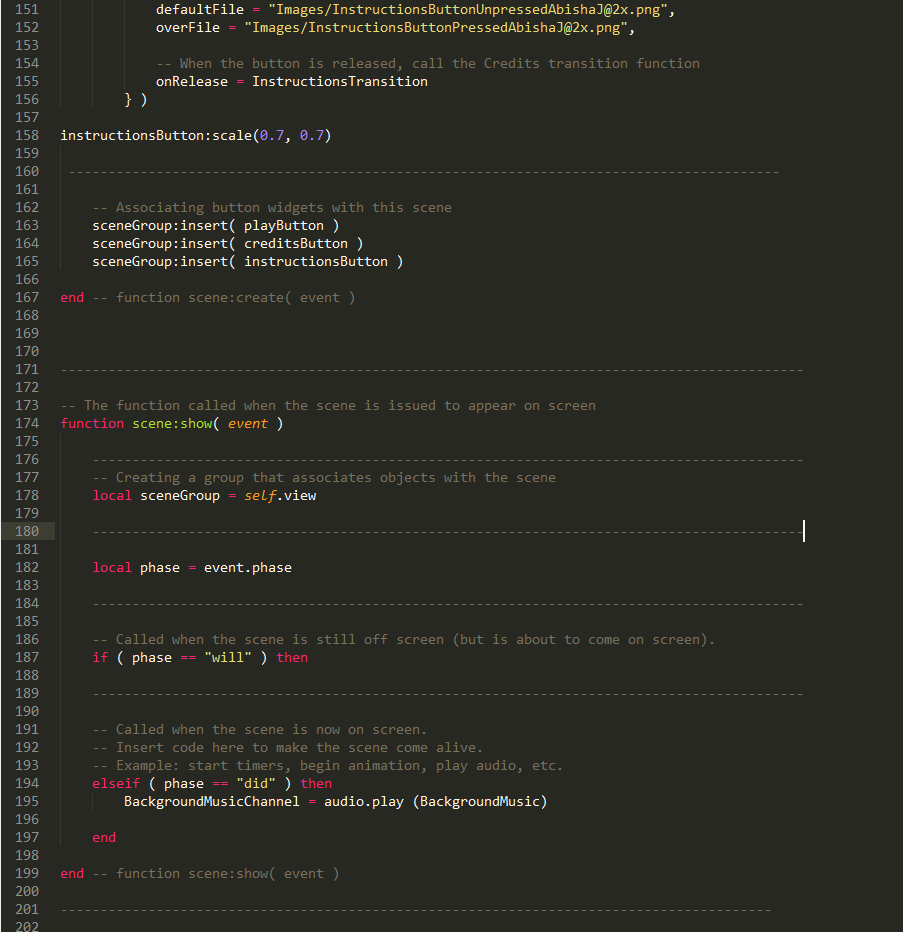 151 defaultFile = "Images/InstructionsButtonUnpressedAbishaJ@2x.png",
152 overFile = "Images/InstructionsButtonPressedAbishaJ@2x.png",
153
154 -- When the button is released, call the Credits transition function
155 onRelease = InstructionsTransition
156 } )
157
158 instructionsButton:scale(0.7, 0.7)
159
160 -----------------------------------------------------------------------------------------
161
162 -- Associating button widgets with this scene
163 sceneGroup:insert( playButton )
164 sceneGroup:insert( creditsButton )
165 sceneGroup:insert( instructionsButton )
166
167 end -- function scene:create( event )
168
169
170
171 ---------------------------------------------------------------------------------------------
172
173 -- The function called when the scene is issued to appear on screen
174 function scene:show( event )
175
176 -----------------------------------------------------------------------------------------
177 -- Creating a group that associates objects with the scene
178 local sceneGroup = self.view
179
180 -----------------------------------------------------------------------------------------
181
182 local phase = event.phase
183
184 -----------------------------------------------------------------------------------------
185
186 -- Called when the scene is still off screen (but is about to come on screen).
187 if ( phase == "will" ) then
188
189 -----------------------------------------------------------------------------------------
190
191 -- Called when the scene is now on screen.
192 -- Insert code here to make the scene come alive.
193 -- Example: start timers, begin animation, play audio, etc.
194 elseif ( phase == "did" ) then
195 BackgroundMusicChannel = audio.play (BackgroundMusic)
196
197 end
198
199 end -- function scene:show( event )
200
201 -----------------------------------------------------------------------------------------
202